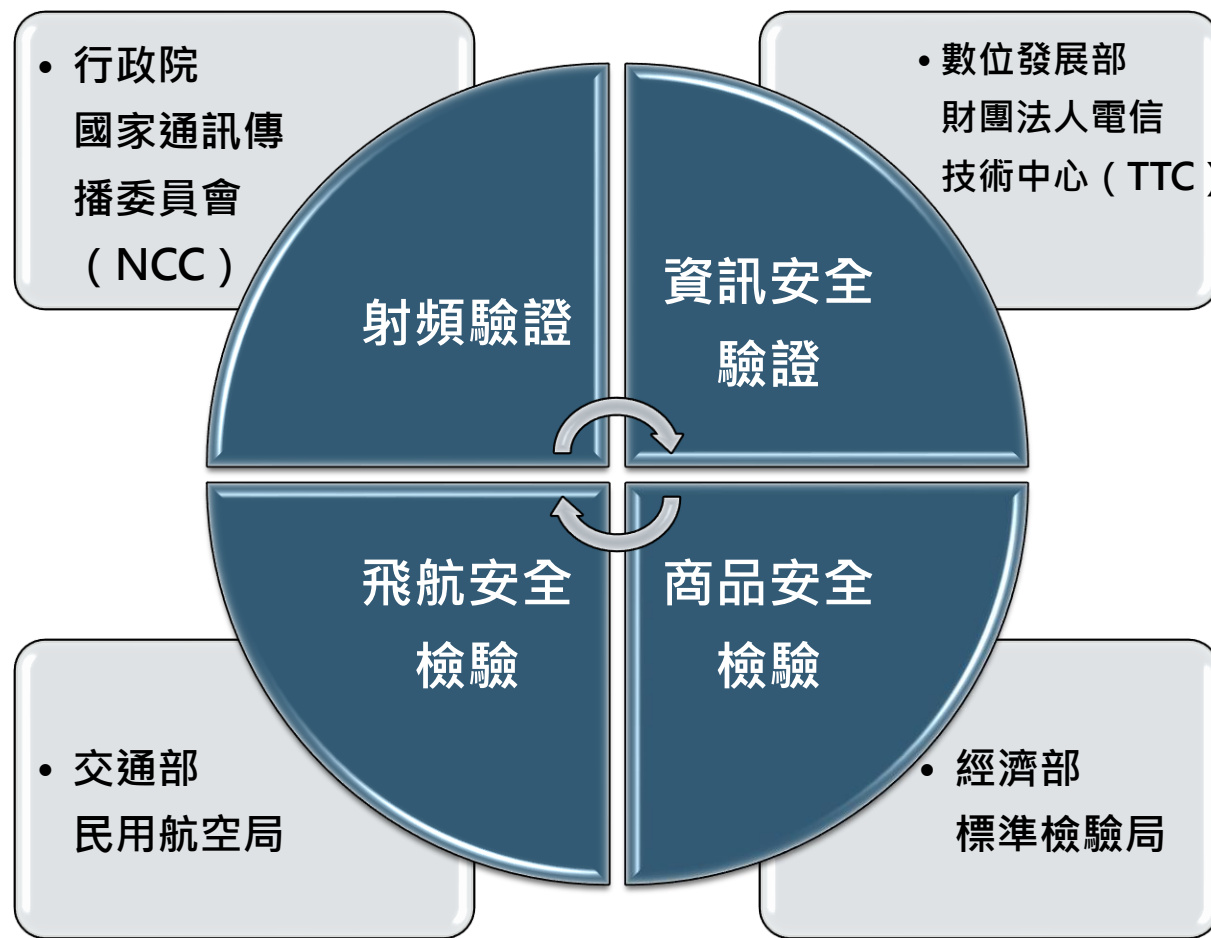 • 行政院
國家通訊傳
播委員會
（NCC）
• 數位發展部
財團法人電信
技術中心（TTC）
射頻驗證
資訊安全
驗證
飛航安全
檢驗
商品安全
檢驗
• 交通部
民用航空局
• 經濟部
標準檢驗局